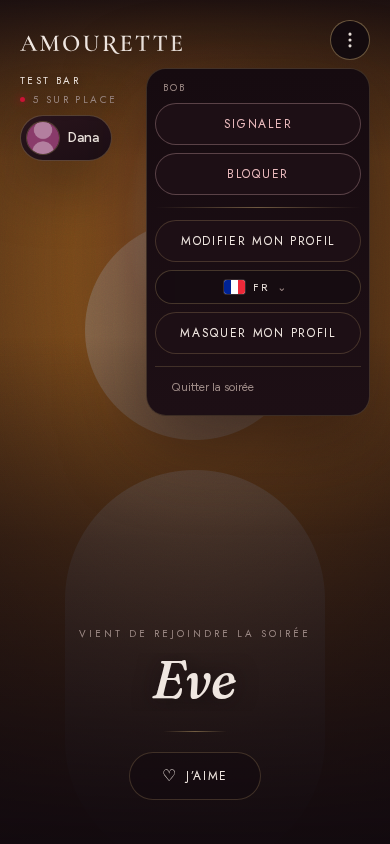 AMOURETTE
TEST BAR
5 SUR PLACE
Dana
BOB
SIGNALER
BLOQUER
MODIFIER MON PROFIL
FR
MASQUER MON PROFIL
Quitter la soirée
VIENT DE REJOINDRE LA SOIRÉE
Eve
J'AIME